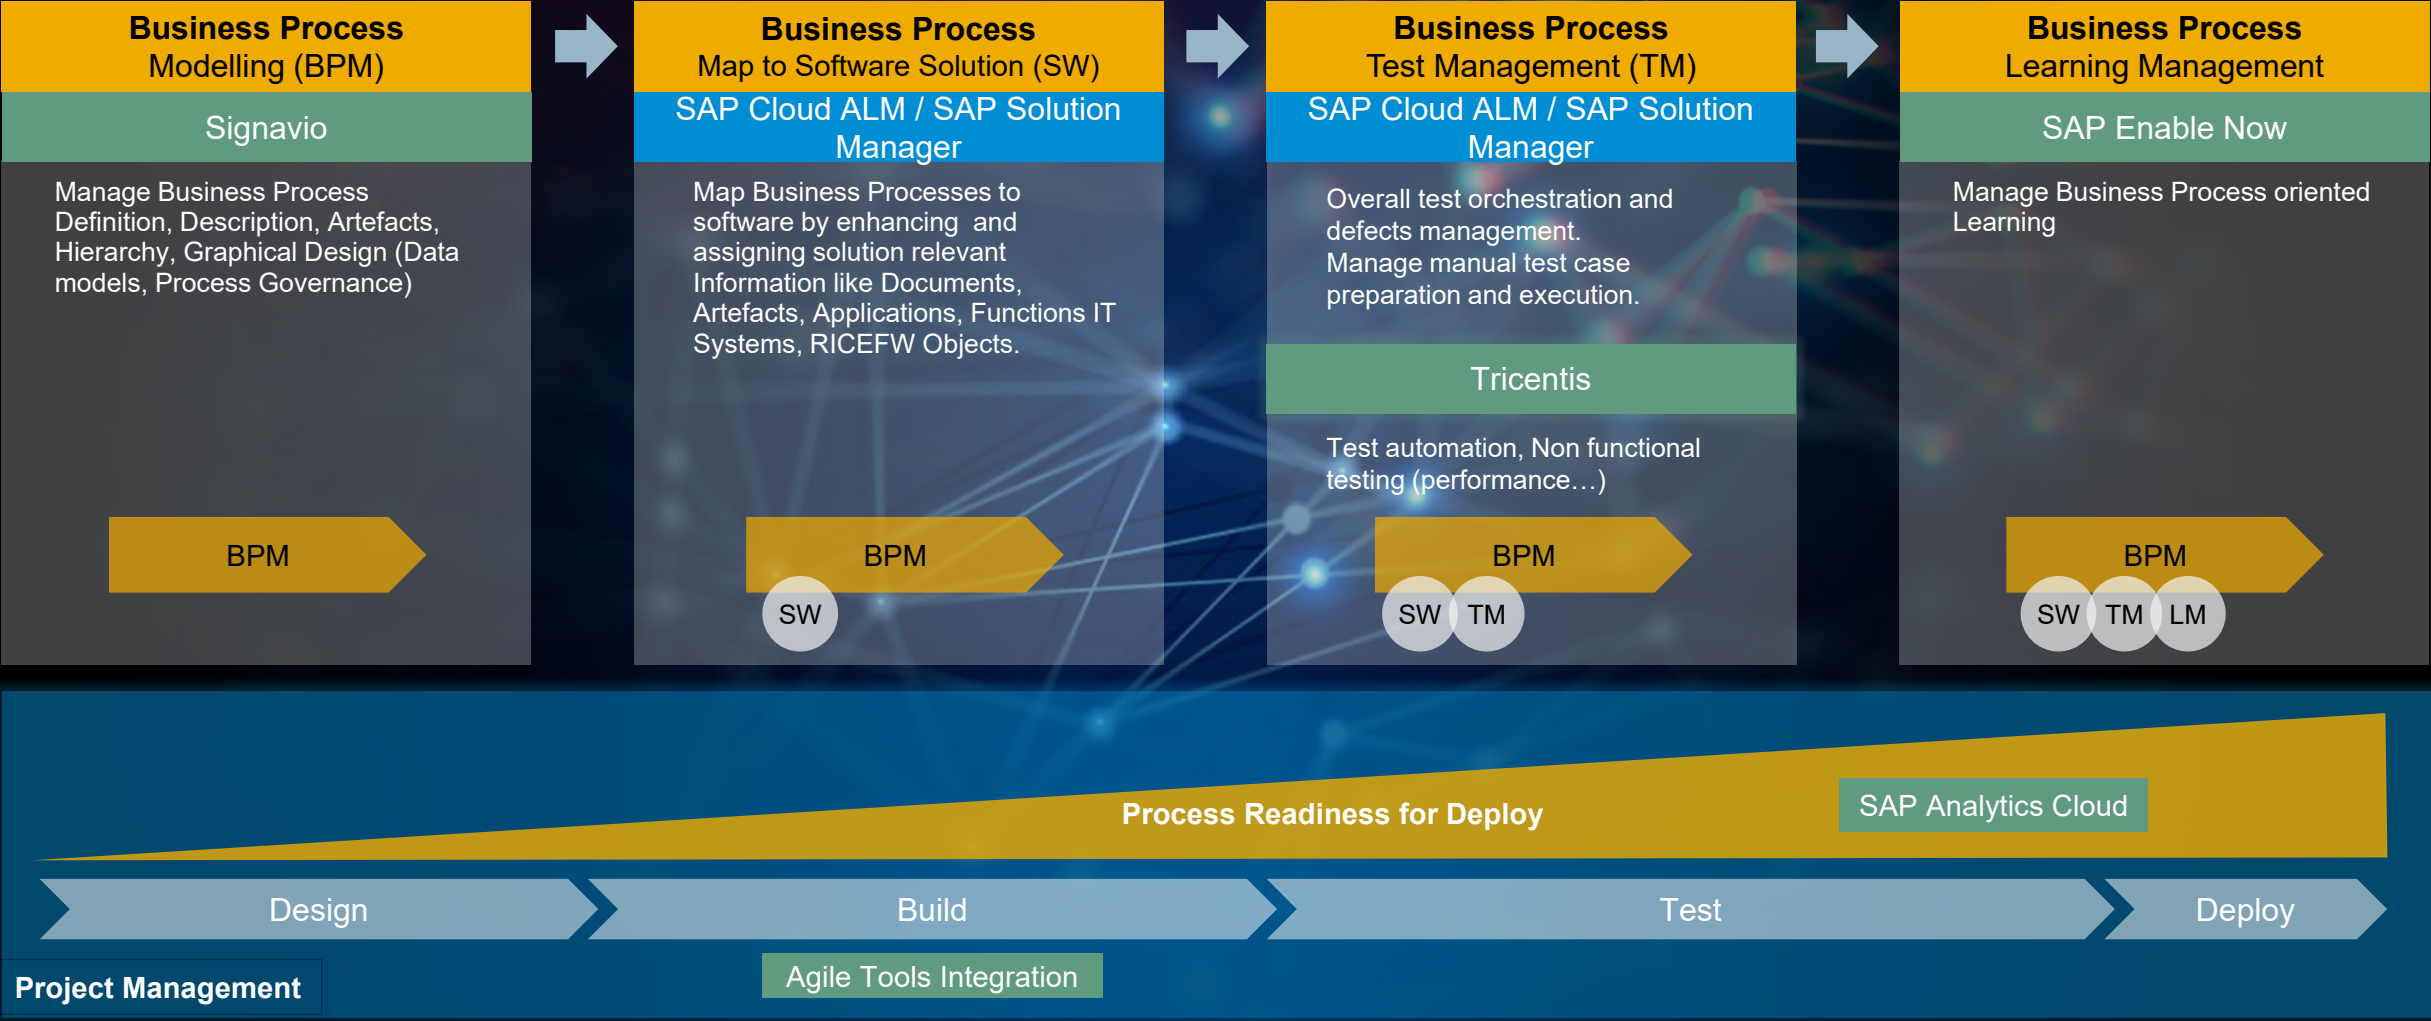 Business Process
Modelling (BPM)
Signavio
Manage Business Process
Definition, Description, Artefacts,
Hierarchy, Graphical Design (Data
models, Process Governance)
BPM
Business Process
Map to Software Solution (SW)
SAP Cloud ALM / SAP Solution
Manager
Map Business Processes to
software by enhancing  and
assigning solution relevant
Information like Documents,
Artefacts, Applications, Functions IT
Systems, RICEFW Objects.
BPM
SW
Business Process
Test Management (TM)
SAP Cloud ALM / SAP Solution
Manager
Overall test orchestration and
defects management.
Manage manual test case
preparation and execution.
Tricentis
Test automation, Non functional
testing (performance…)
BPM
SW TM
Business Process
Learning Management
SAP Enable Now
Manage Business Process oriented
Learning
BPM
SW TM LM
Process Readiness for Deploy
SAP Analytics Cloud
Design
Build
Test
Deploy
Agile Tools Integration
Project Management